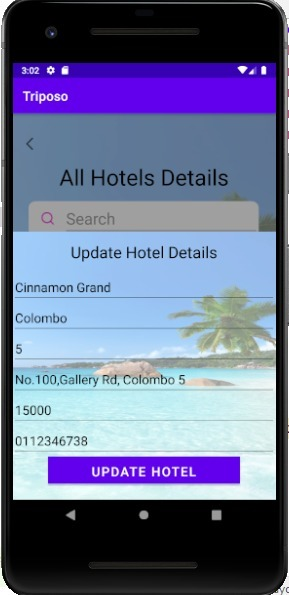 3:02
Triposo
All Hotels Details
Search
Update Hotel Details
Cinnamon Grand
Colombo
5
No.100,Gallery Rd, Colombo 5
15000
0112346738
UPDATE HOTEL